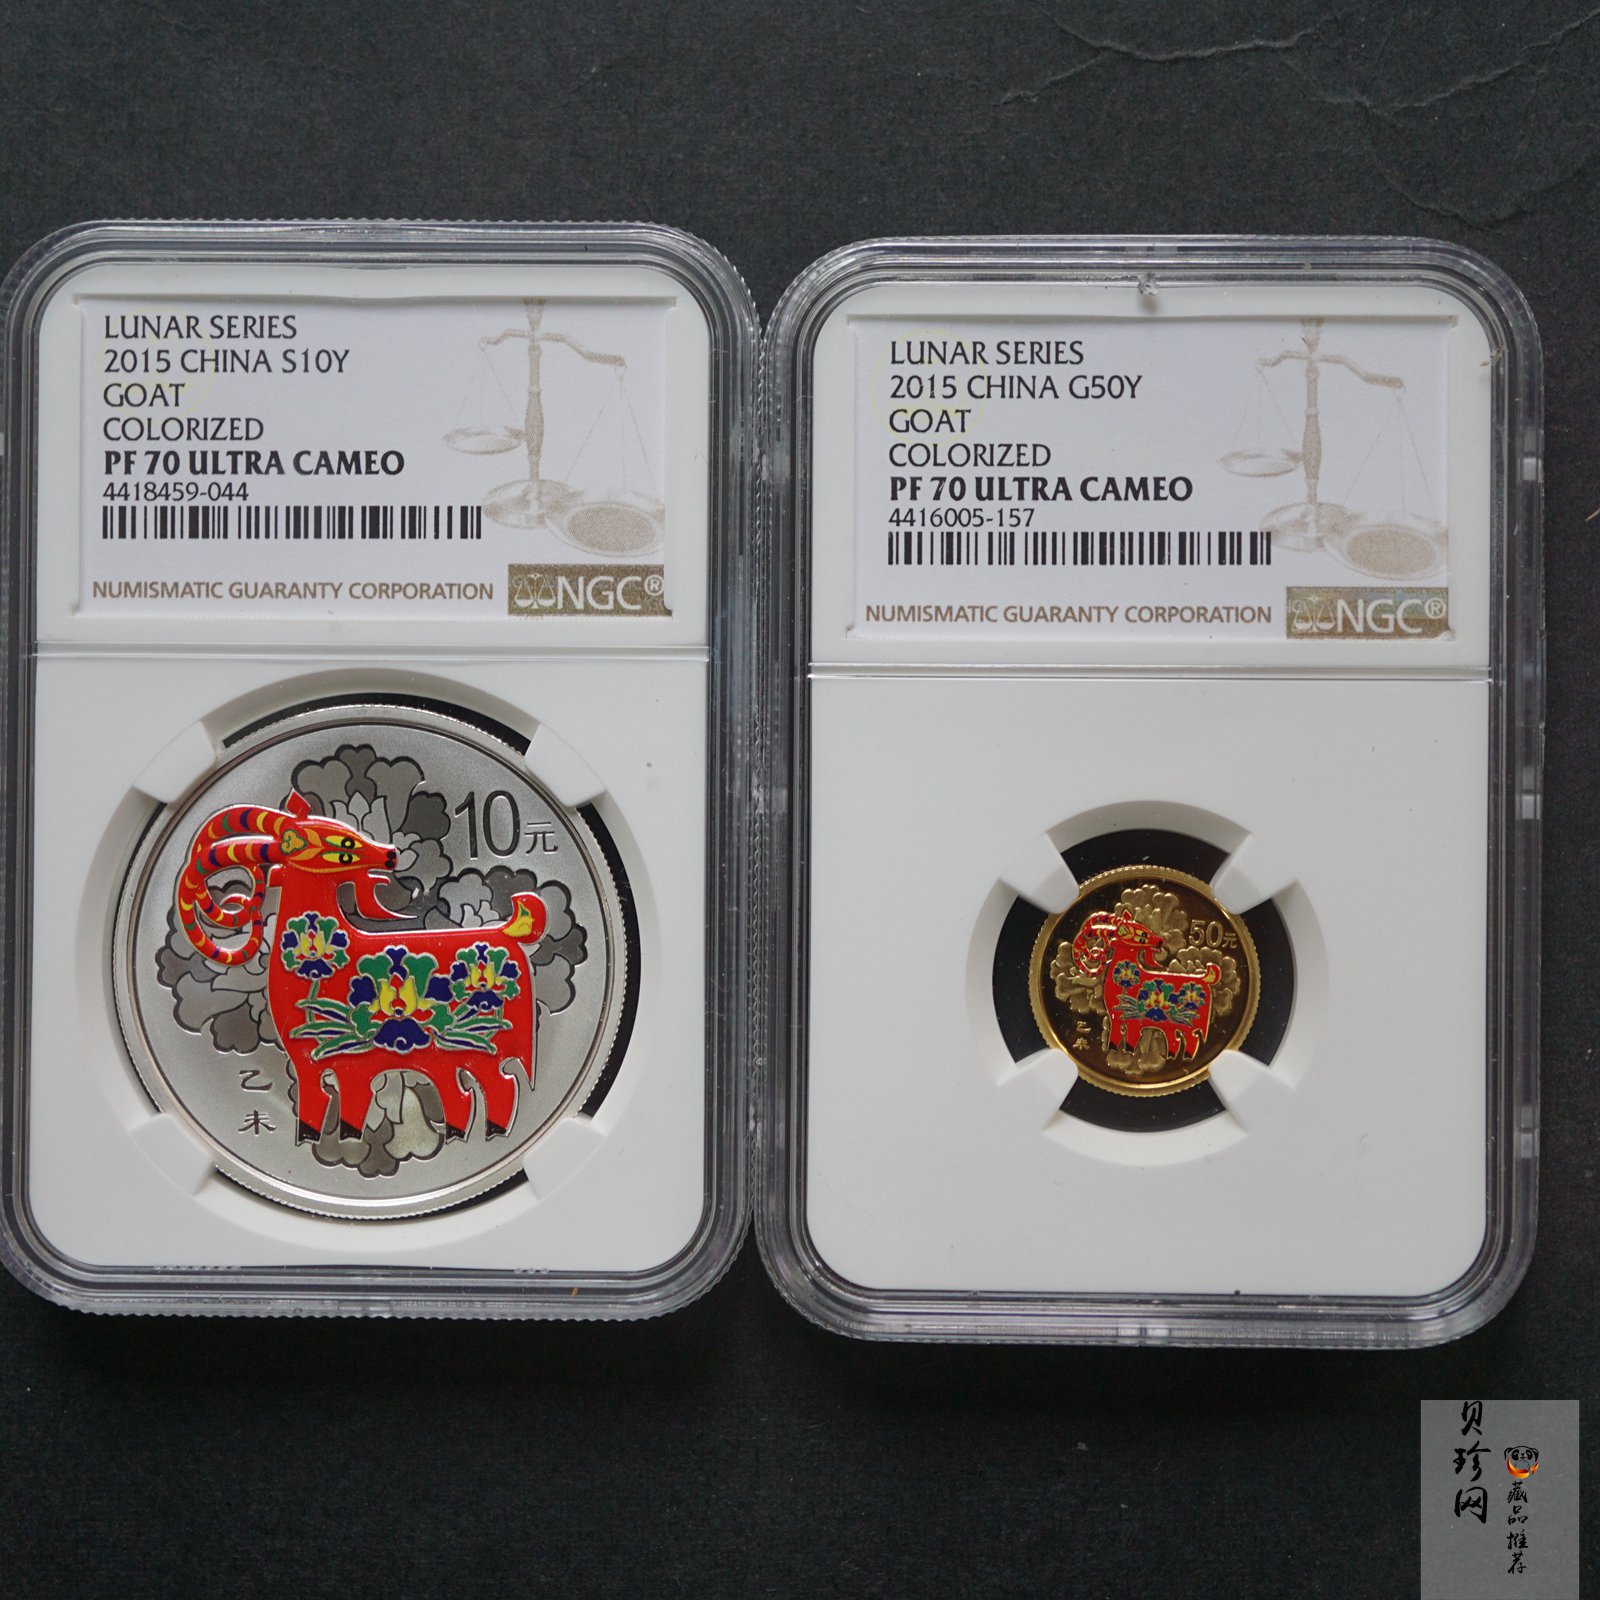 LUNAR SERIES
2015 CHINA S10Y
GOAT
COLORIZED
PF 70 ULTRA CAMEO
4418459-044
NUMISMATIC GUARANTY CORPORATION
NGC®
10元
乙
未
LUNAR SERIES
2015 CHINA G50Y
GOAT
COLORIZED
PF 70 ULTRA CAMEO
4416005-157
NUMISMATIC GUARANTY CORPORATION
NGC®
50元
乙
未
贝珍网
藏品推荐